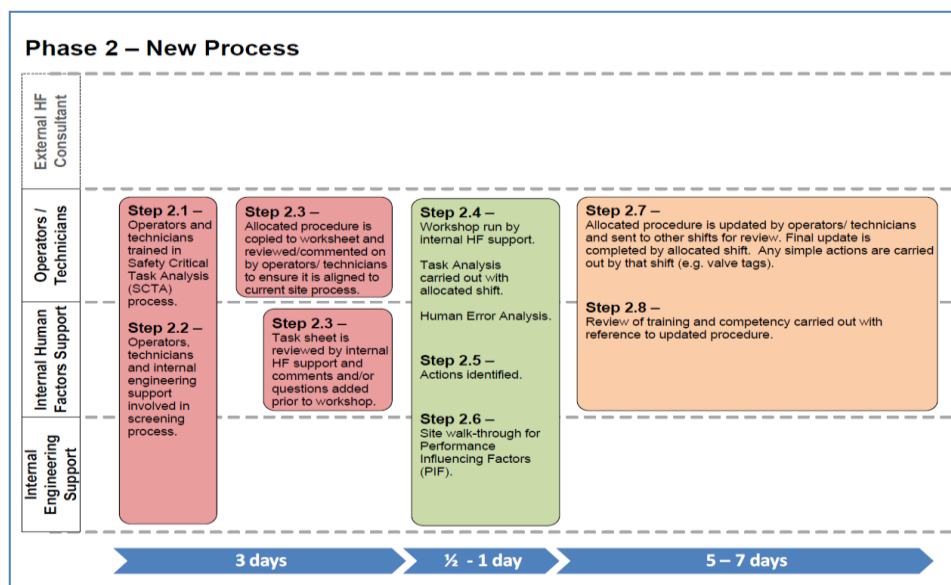 Phase 2 – New Process
External HF
Consultant
Operators /
Technicians
Internal Human
Factors Support
Internal
Engineering
Support
Step 2.1 –
Operators and
technicians
trained in
Safety Critical
Task Analysis
(SCTA)
process.
Step 2.2 –
Operators,
technicians
and internal
engineering
support
involved in
screening
process.
Step 2.3 –
Allocated procedure is
copied to worksheet and
reviewed/commented on
by operators/ technicians
to ensure it is aligned to
current site process.
Step 2.3 –
Task sheet is
reviewed by internal
HF support and
comments and/or
questions added
prior to workshop.
Step 2.4 –
Workshop run by
internal HF support.
Task Analysis
carried out with
allocated shift.
Human Error Analysis.
Step 2.5 –
Actions identified.
Step 2.6 –
Site walk-through for
Performance
Influencing Factors
(PIF).
Step 2.7 –
Allocated procedure is updated by operators/ technicians
and sent to other shifts for review. Final update is
completed by allocated shift. Any simple actions are carried
out by that shift (e.g. valve tags).
Step 2.8 –
Review of training and competency carried out with
reference to updated procedure.
3 days
½ - 1 day
5 – 7 days